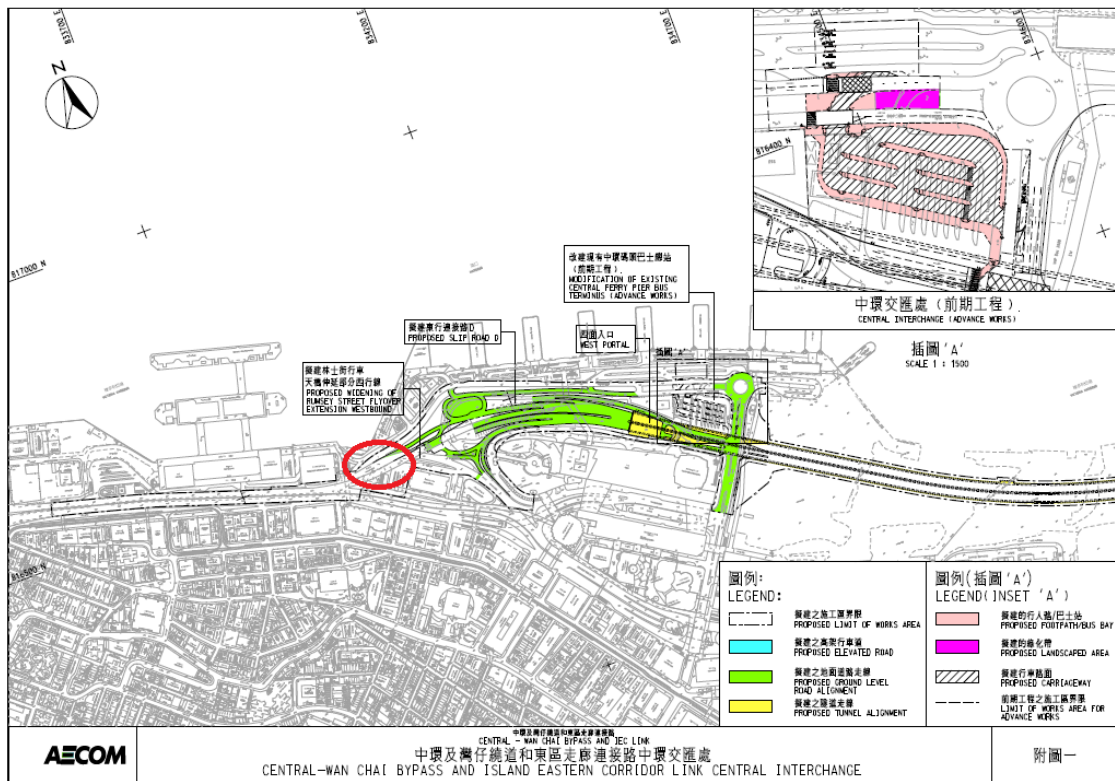 831700 E
834200 E
834700 E
834600 E
N
816400 N
中環交匯處(前期工程).
CENTRAL INTERCHANGE (ADVANCE WORKS)
插圖'A'
SCALE 1 : 1500
817000 N
改建現有中環碼頭巴士總站
(前期工程).
MODIFICATION OF EXISTING
CENTRAL FERRY PIER BUS
TERMINUS (ADVANCE WORKS)
擬建東行連接路D
PROPOSED SLIP ROAD D
西面入口
WEST PORTAL
插圖'A'
擬建林士街行車
天橋伸延部分西行線
PROPOSED WIDENING OF
RUMSEY STREET FLYOVER
EXTENSION WESTBOUND
816500 N
圖例:
LEGEND:
擬建之施工區界限
PROPOSED LIMIT OF WORKS AREA
擬建之高架行車道
PROPOSED ELEVATED ROAD
擬建之地面道路走線
PROPOSED GROUND LEVEL
ROAD ALIGNMENT
擬建之隧道走線
PROPOSED TUNNEL ALIGNMENT
圖例(插圖'A')
LEGEND(INSET 'A')
擬建的行人道/巴士站
PROPOSED FOOTPATH/BUS BAY
擬建的綠化帶
PROPOSED LANDSCAPED AREA
擬建行車路面
PROPOSED CARRIAGEWAY
前期工程之施工區界限
LIMIT OF WORKS AREA FOR
ADVANCE WORKS
AECOM
中環及灣仔繞道和東區走廊連接路
CENTRAL - WAN CHAI BYPASS AND IEC LINK
中環及灣仔繞道和東區走廊連接路中環交匯處
CENTRAL-WAN CHAI BYPASS AND ISLAND EASTERN CORRIDOR LINK CENTRAL INTERCHANGE
附圖一